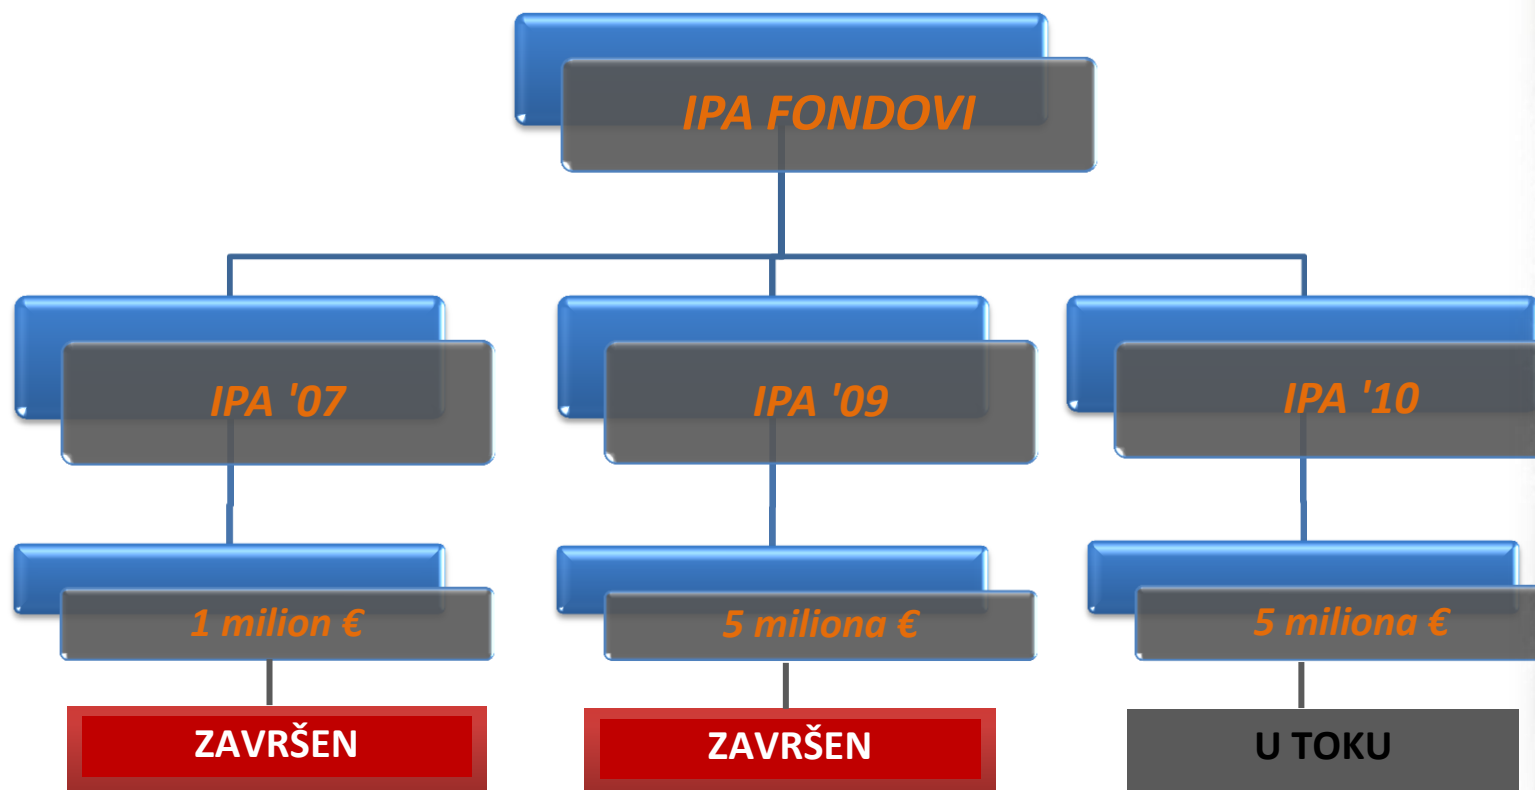 IPA FONDOVI
IPA '07
IPA '09
IPA '10
1 milion €
5 miliona €
5 miliona €
ZAVRŠEN
ZAVRŠEN
U TOKU